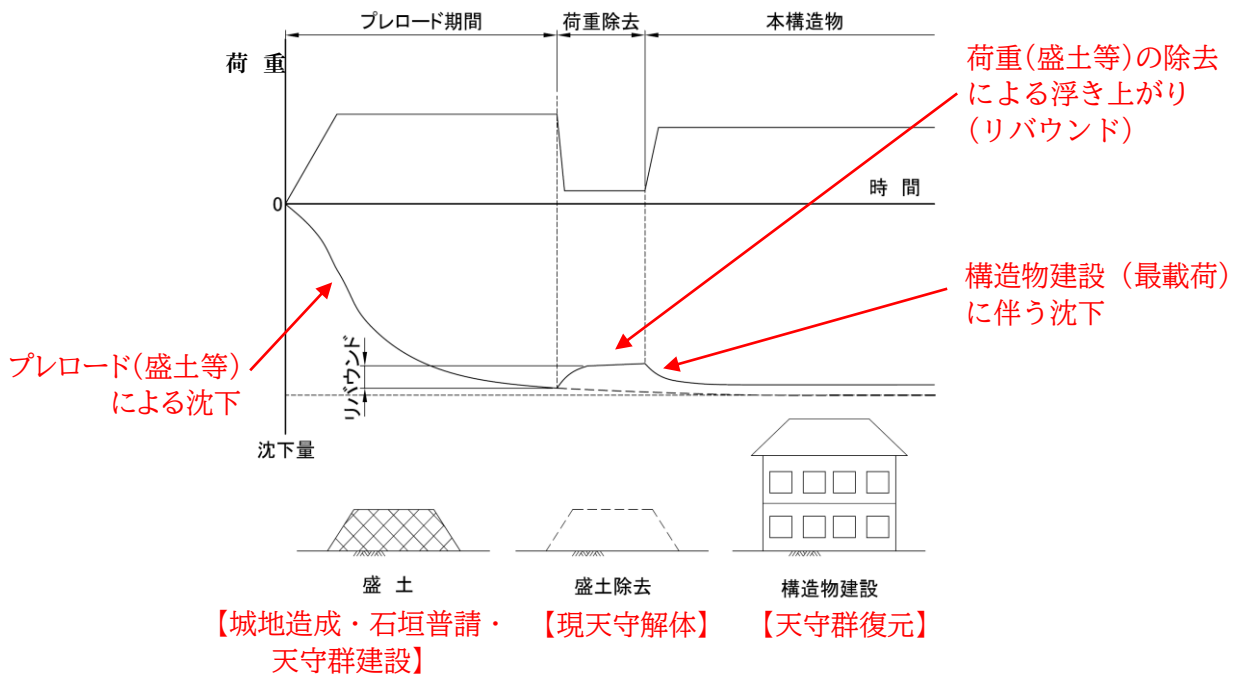 プレロード期間
荷重除去
本構造物
荷 重
荷重(盛土等)の除去
による浮き上がり
(リバウンド)
時 間
0
構造物建設（最載荷）
に伴う沈下
プレロード(盛土等)
による沈下
リバウンド
沈下量
盛 土
盛土除去
構造物建設
【城地造成・石垣普請・
天守群建設】
【現天守解体】
【天守群復元】